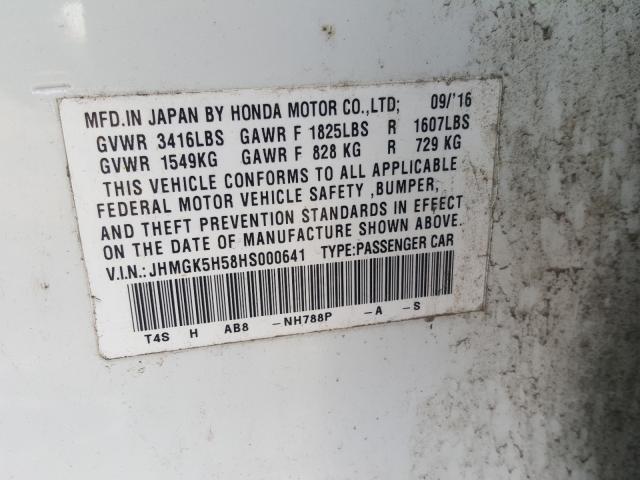 MFD.IN JAPAN BY HONDA MOTOR CO.,LTD; 09/'16
GVWR 3416LBS GAWR F 1825LBS R 1607LBS
GVWR 1549KG GAWR F 828 KG R 729 KG
THIS VEHICLE CONFORMS TO ALL APPLICABLE
FEDERAL MOTOR VEHICLE SAFETY ,BUMPER,
AND THEFT PREVENTION STANDARDS IN EFFECT
ON THE DATE OF MANUFACTURE SHOWN ABOVE.
V.I.N.:JHMGK5H58HS000641 TYPE:PASSENGER CAR
T4S H AB8 -NH788P -A -S